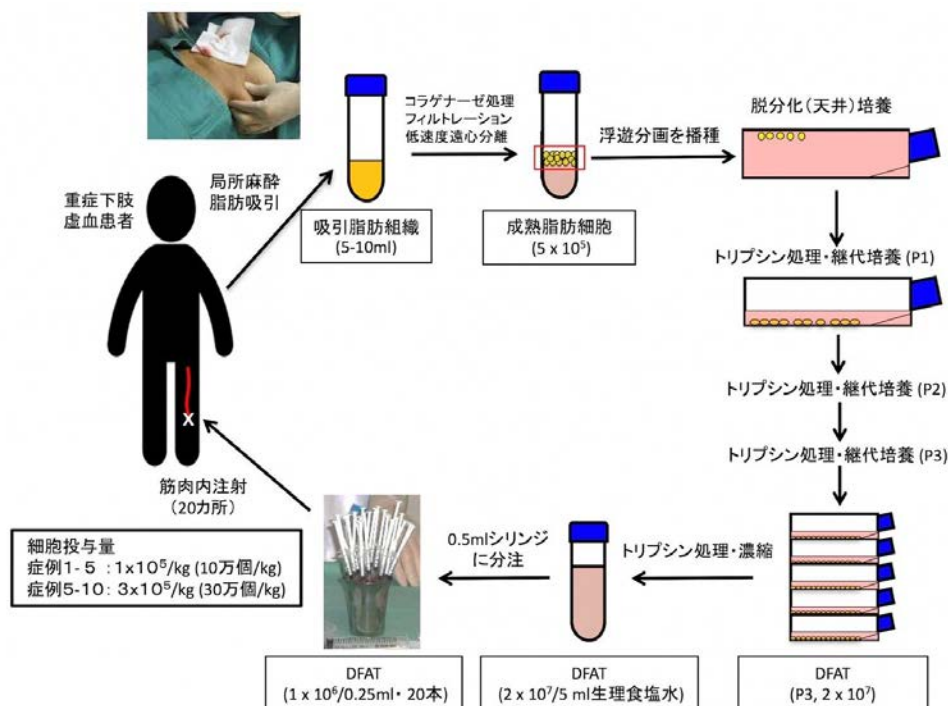 重症下肢
虚血患者
局所麻酔
脂肪吸引
吸引脂肪組織
(5-10ml)
コラゲナーゼ処理
フィルトレーション
低速度遠心分離
成熟脂肪細胞
(5 x 10⁵)
浮遊分画を播種
脱分化(天井)培養
トリプシン処理・継代培養 (P1)
トリプシン処理・継代培養 (P2)
トリプシン処理・継代培養 (P3)
DFAT
(P3, 2 x 10⁷)
トリプシン処理・濃縮
DFAT
(2 x 10⁷/5 ml生理食塩水)
0.5mlシリンジ
に分注
DFAT
(1 x 10⁶/0.25ml・20本)
X
筋肉内注射
(20カ所)
細胞投与量
症例1- 5 :1x10⁵/kg (10万個/kg)
症例5-10: 3x10⁵/kg (30万個/kg)